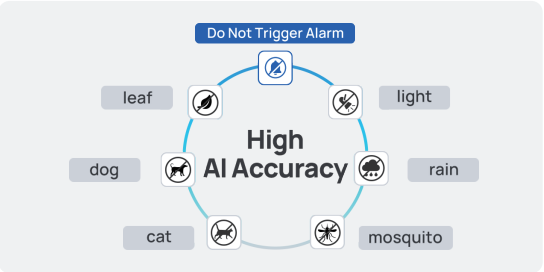 Do Not Trigger Alarm
leaf
light
High
AI Accuracy
dog
rain
cat
mosquito